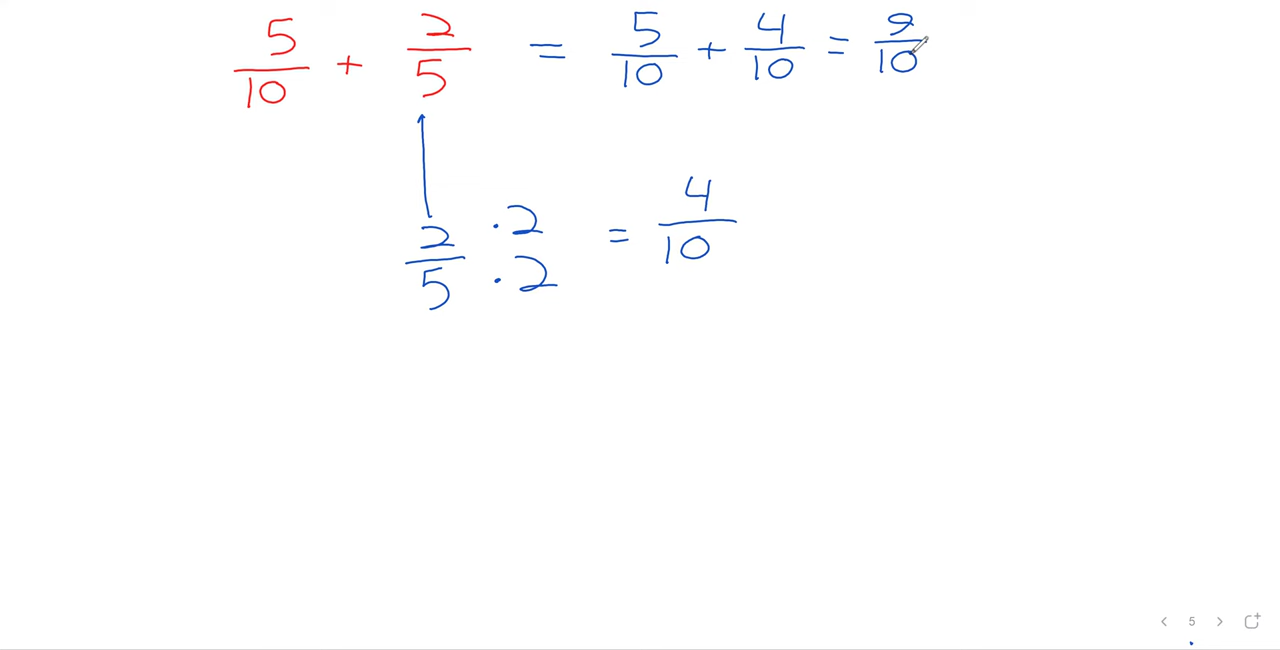 5/10 + 2/5 = 5/10 + 4/10 = 9/10
2/5 ·2/·2 = 4/10
5